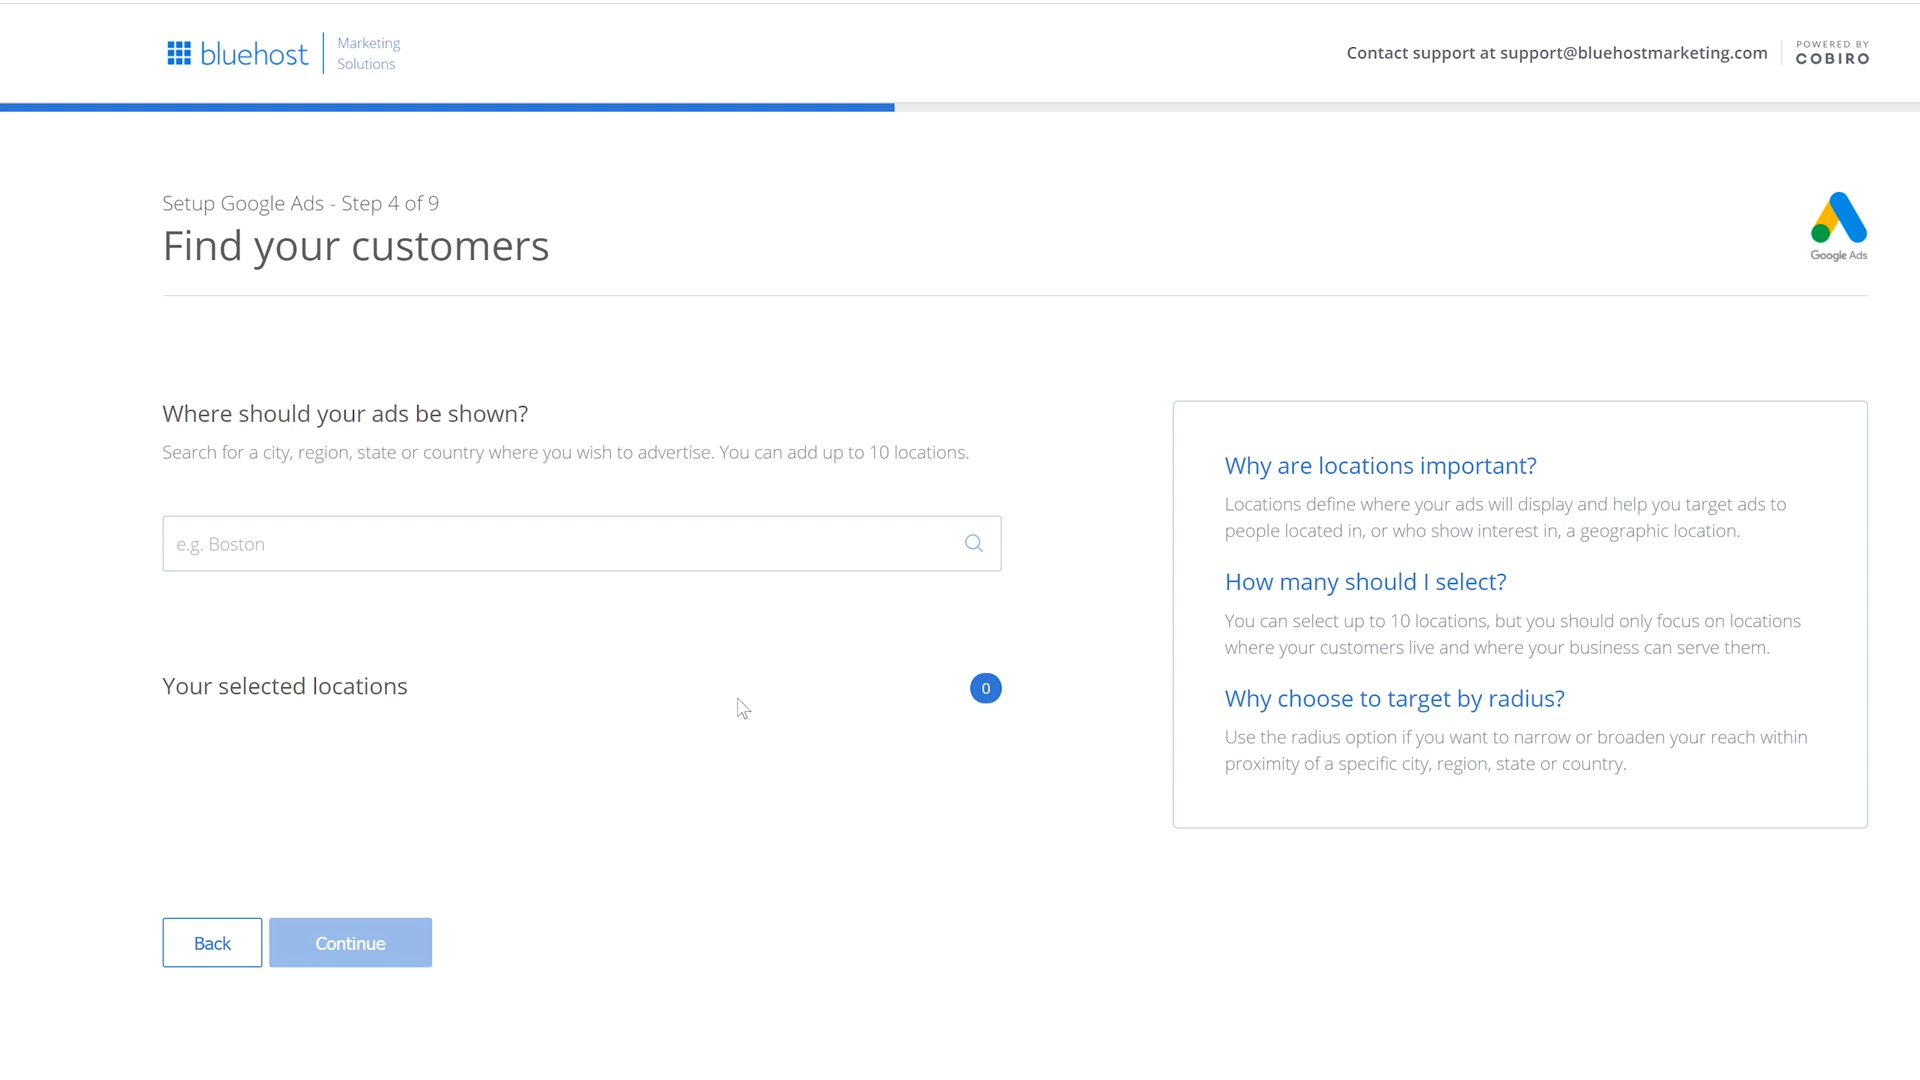 bluehost
Marketing
Solutions
Contact support at support@bluehostmarketing.com
POWERED BY
COBIRO
Setup Google Ads - Step 4 of 9
Find your customers
Google Ads
Where should your ads be shown?
Search for a city, region, state or country where you wish to advertise. You can add up to 10 locations.
e.g. Boston
Your selected locations
0
Why are locations important?
Locations define where your ads will display and help you target ads to
people located in, or who show interest in, a geographic location.
How many should I select?
You can select up to 10 locations, but you should only focus on locations
where your customers live and where your business can serve them.
Why choose to target by radius?
Use the radius option if you want to narrow or broaden your reach within
proximity of a specific city, region, state or country.
Back
Continue